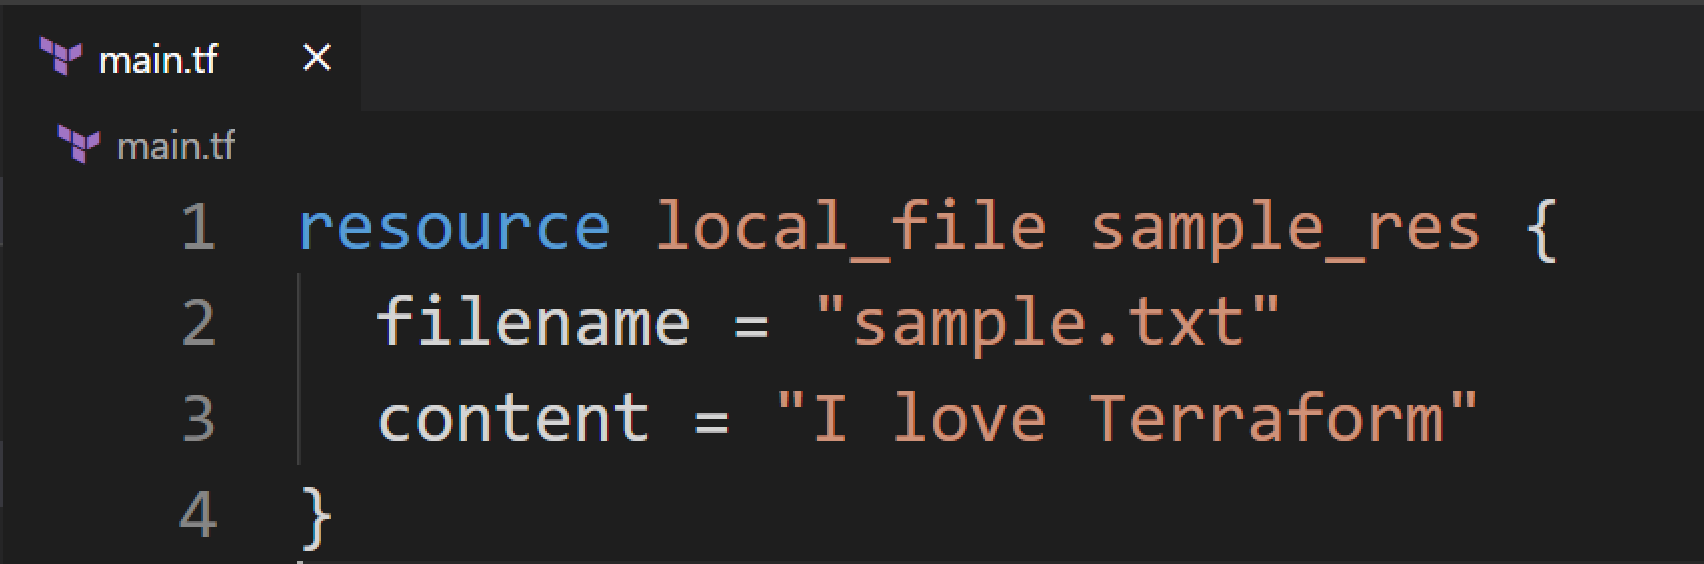 main.tf ×
main.tf
1 resource local_file sample_res {
2   filename = "sample.txt"
3   content = "I love Terraform"
4 }